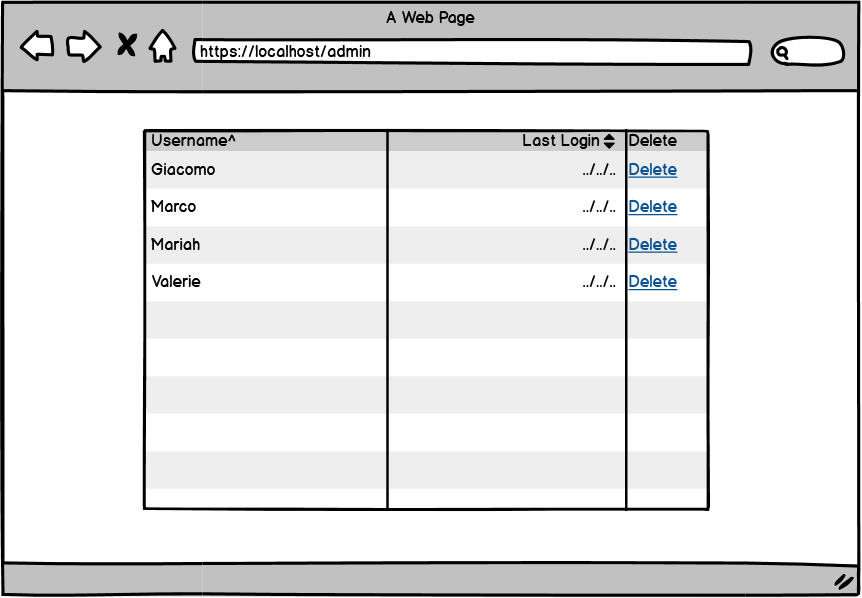 A Web Page
https://localhost/admin
Username^ Last Login Delete
Giacomo ../../.. Delete
Marco ../../.. Delete
Mariah ../../.. Delete
Valerie ../../.. Delete